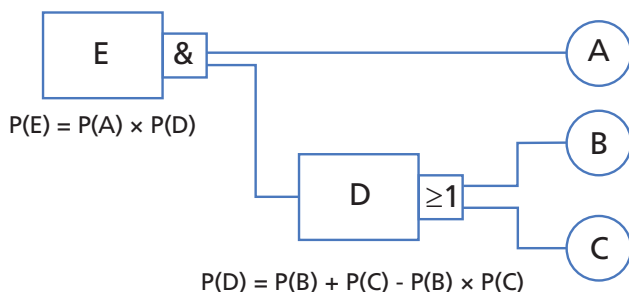 E
&
A
P(E) = P(A) × P(D)
B
D
≥1
C
P(D) = P(B) + P(C) - P(B) × P(C)